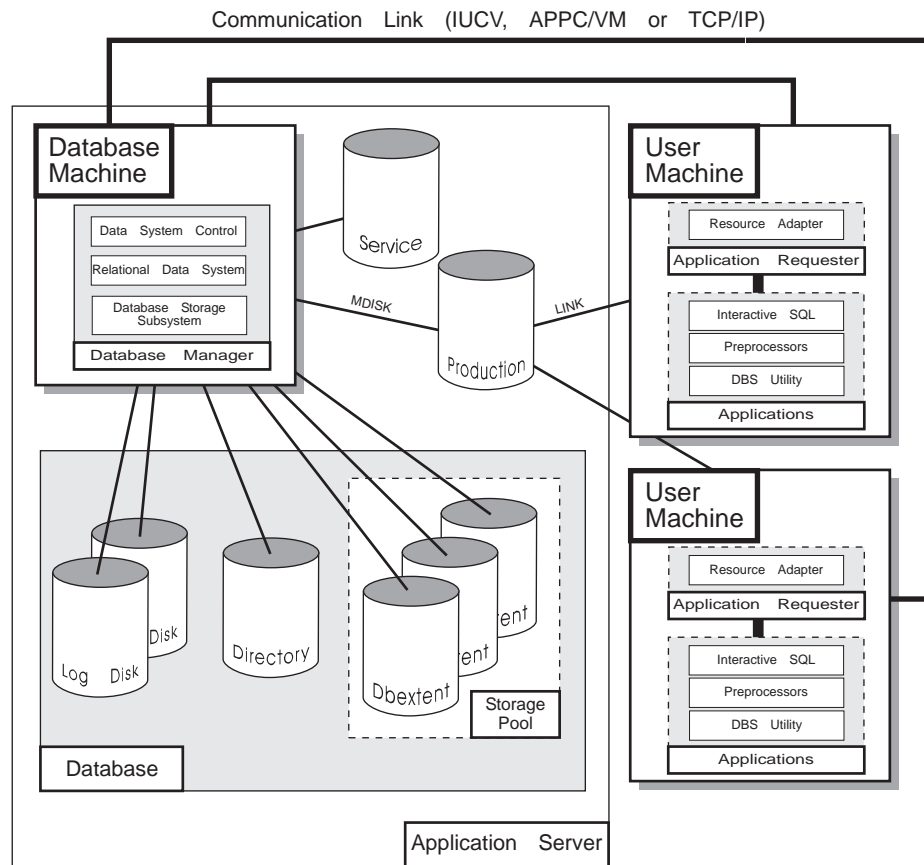 Communication Link (IUCV, APPC/VM or TCP/IP)
Database
Machine
Data System Control
Relational Data System
Database Storage
Subsystem
Database Manager
Service
MDISK
Production
LINK
User
Machine
Resource Adapter
Application Requester
Interactive SQL
Preprocessors
DBS Utility
Applications
User
Machine
Resource Adapter
Application Requester
Interactive SQL
Preprocessors
DBS Utility
Applications
Log Disk
Disk
Directory
Dbextent
tent
tent
Storage
Pool
Database
Application Server